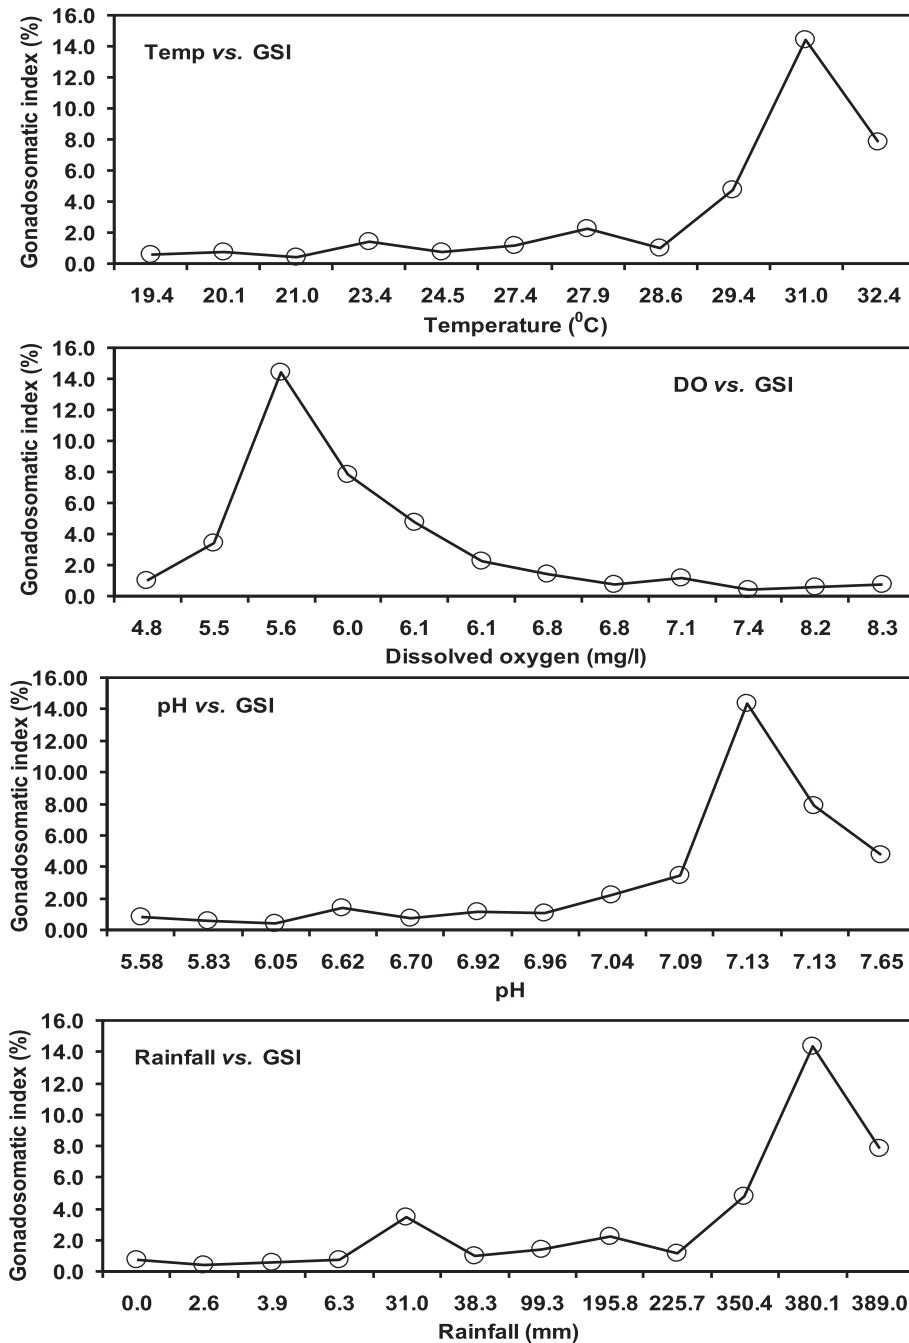 16.0
14.0
12.0
10.0
8.0
6.0
4.0
2.0
0.0
Gonadosomatic index (%)
Temp vs. GSI
19.4 20.1 21.0 23.4 24.5 27.4 27.9 28.6 29.4 31.0 32.4
Temperature (⁰C)
16.0
14.0
12.0
10.0
8.0
6.0
4.0
2.0
0.0
Gonadosomatic index (%)
DO vs. GSI
4.8 5.5 5.6 6.0 6.1 6.1 6.8 6.8 7.1 7.4 8.2 8.3
Dissolved oxygen (mg/l)
16.00
14.00
12.00
10.00
8.00
6.00
4.00
2.00
0.00
Gonadosomatic index (%)
pH vs. GSI
5.58 5.83 6.05 6.62 6.70 6.92 6.96 7.04 7.09 7.13 7.13 7.65
pH
16.0
14.0
12.0
10.0
8.0
6.0
4.0
2.0
0.0
Gonadosomatic index (%)
Rainfall vs. GSI
0.0 2.6 3.9 6.3 31.0 38.3 99.3 195.8 225.7 350.4 380.1 389.0
Rainfall (mm)